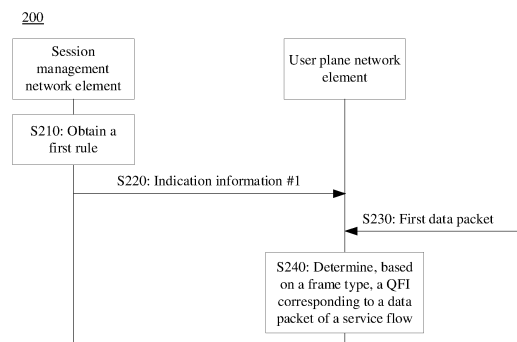 200
Session
management
network element
User plane network
element
S210: Obtain a
first rule
S220: Indication information #1
S230: First data packet
S240: Determine, based
on a frame type, a QFI
corresponding to a data
packet of a service flow